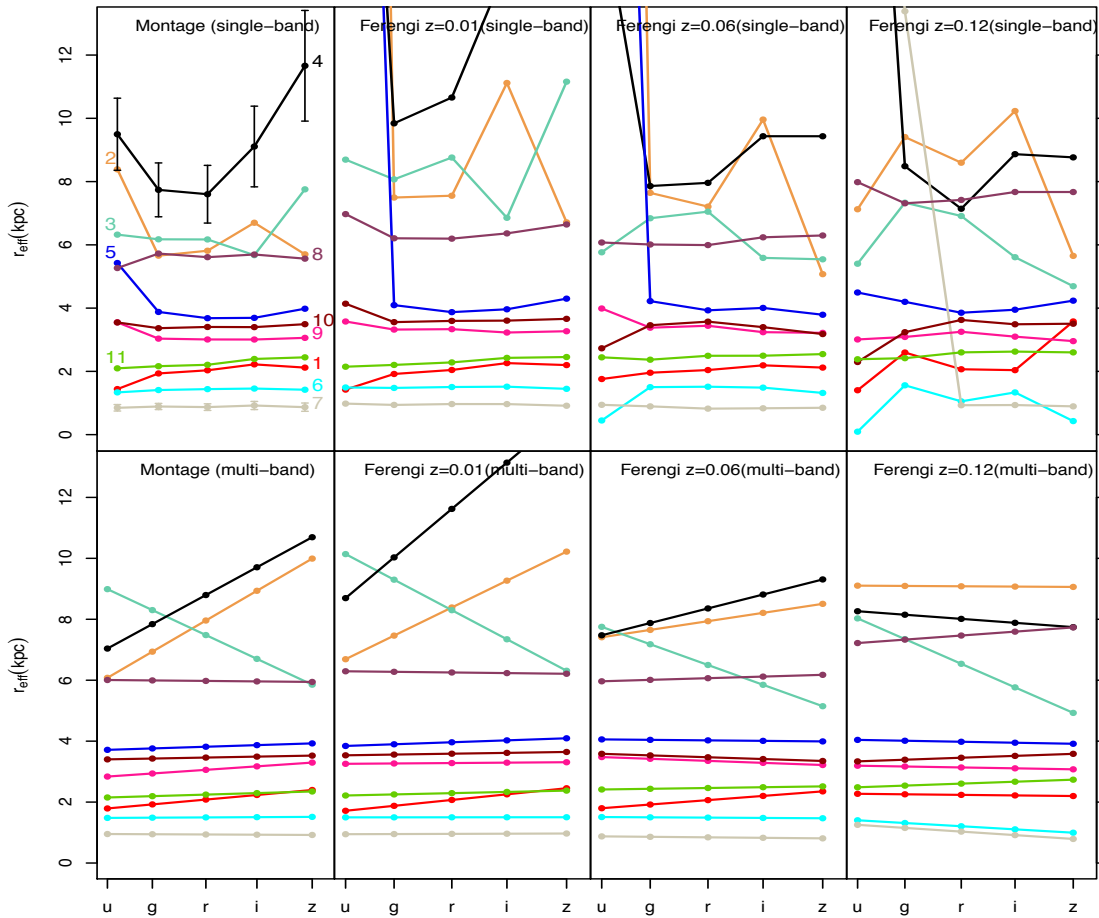 Montage (single−band)
Ferengi z=0.01(single−band)
Ferengi z=0.06(single−band)
Ferengi z=0.12(single−band)
12
10
8
6
4
2
0
r_eff(kpc)
4
2
3
5
8
10
9
11
1
6
7
Montage (multi−band)
Ferengi z=0.01(multi−band)
Ferengi z=0.06(multi−band)
Ferengi z=0.12(multi−band)
12
10
8
6
4
2
0
r_eff(kpc)
u g r i z u g r i z u g r i z u g r i z